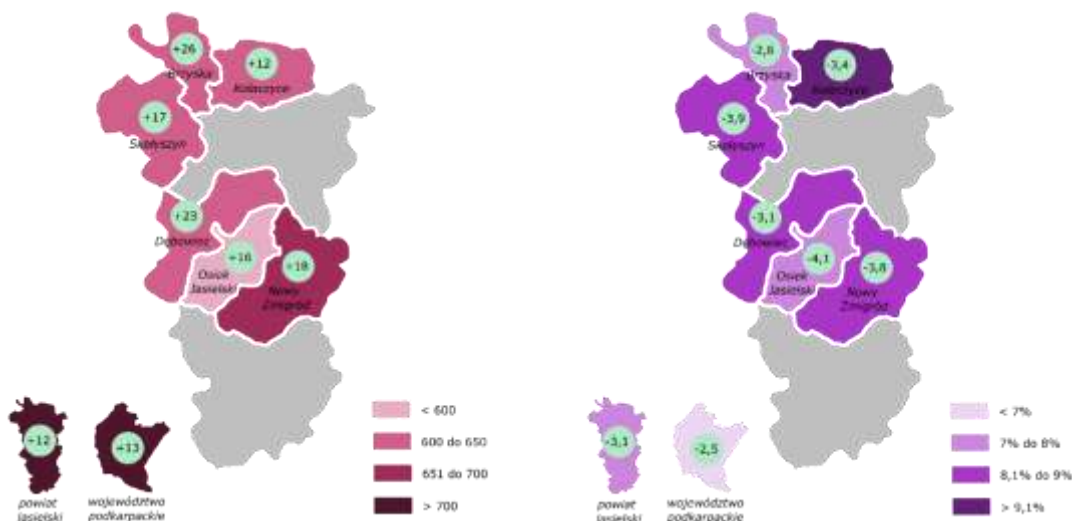 +26
Brzyska
+12
Kołaczyce
+17
Skołyszyn
+23
Dębowiec
+16
Osiek
Jasielski
+18
Nowy
Żmigród
+12
powiat
jasielski
+13
województwo
podkarpackie
< 600
600 do 650
651 do 700
> 700
-2,8
Brzyska
-3,4
Kołaczyce
-3,9
Skołyszyn
-3,1
Dębowiec
-4,1
Osiek
Jasielski
-3,8
Nowy
Żmigród
-3,1
powiat
jasielski
-2,5
województwo
podkarpackie
< 7%
7% do 8%
8,1% do 9%
> 9,1%